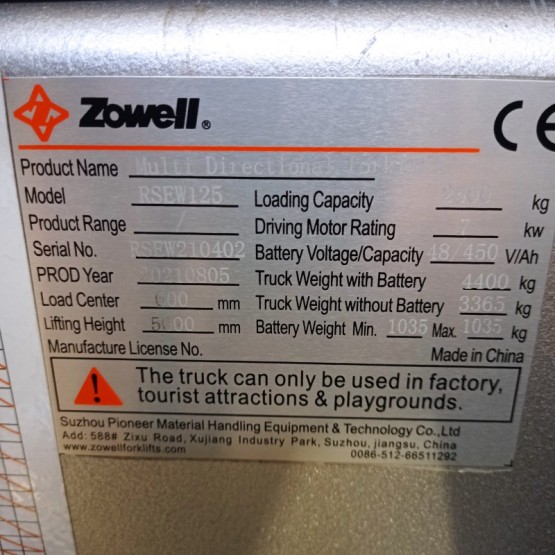 Zowell®
CE
Product Name Multi Directional Fork
Model RSEW125 Loading Capacity kg
Product Range / Driving Motor Rating 7 kw
Serial No. RSEW210402 Battery Voltage/Capacity 48/450 V/Ah
PROD Year 20210805 Truck Weight with Battery 4400 kg
Load Center 600 mm Truck Weight without Battery 3365 kg
Lifting Height mm Battery Weight Min. 1035 Max. 1035 kg
Manufacture License No. Made in China
The truck can only be used in factory,
tourist attractions & playgrounds.
Suzhou Pioneer Material Handling Equipment & Technology Co.,Ltd
Add: 588# Zixu Road, Xujiang Industry Park, Suzhou, jiangsu, China
www.zowellforklifts.com 0086-512-66511292